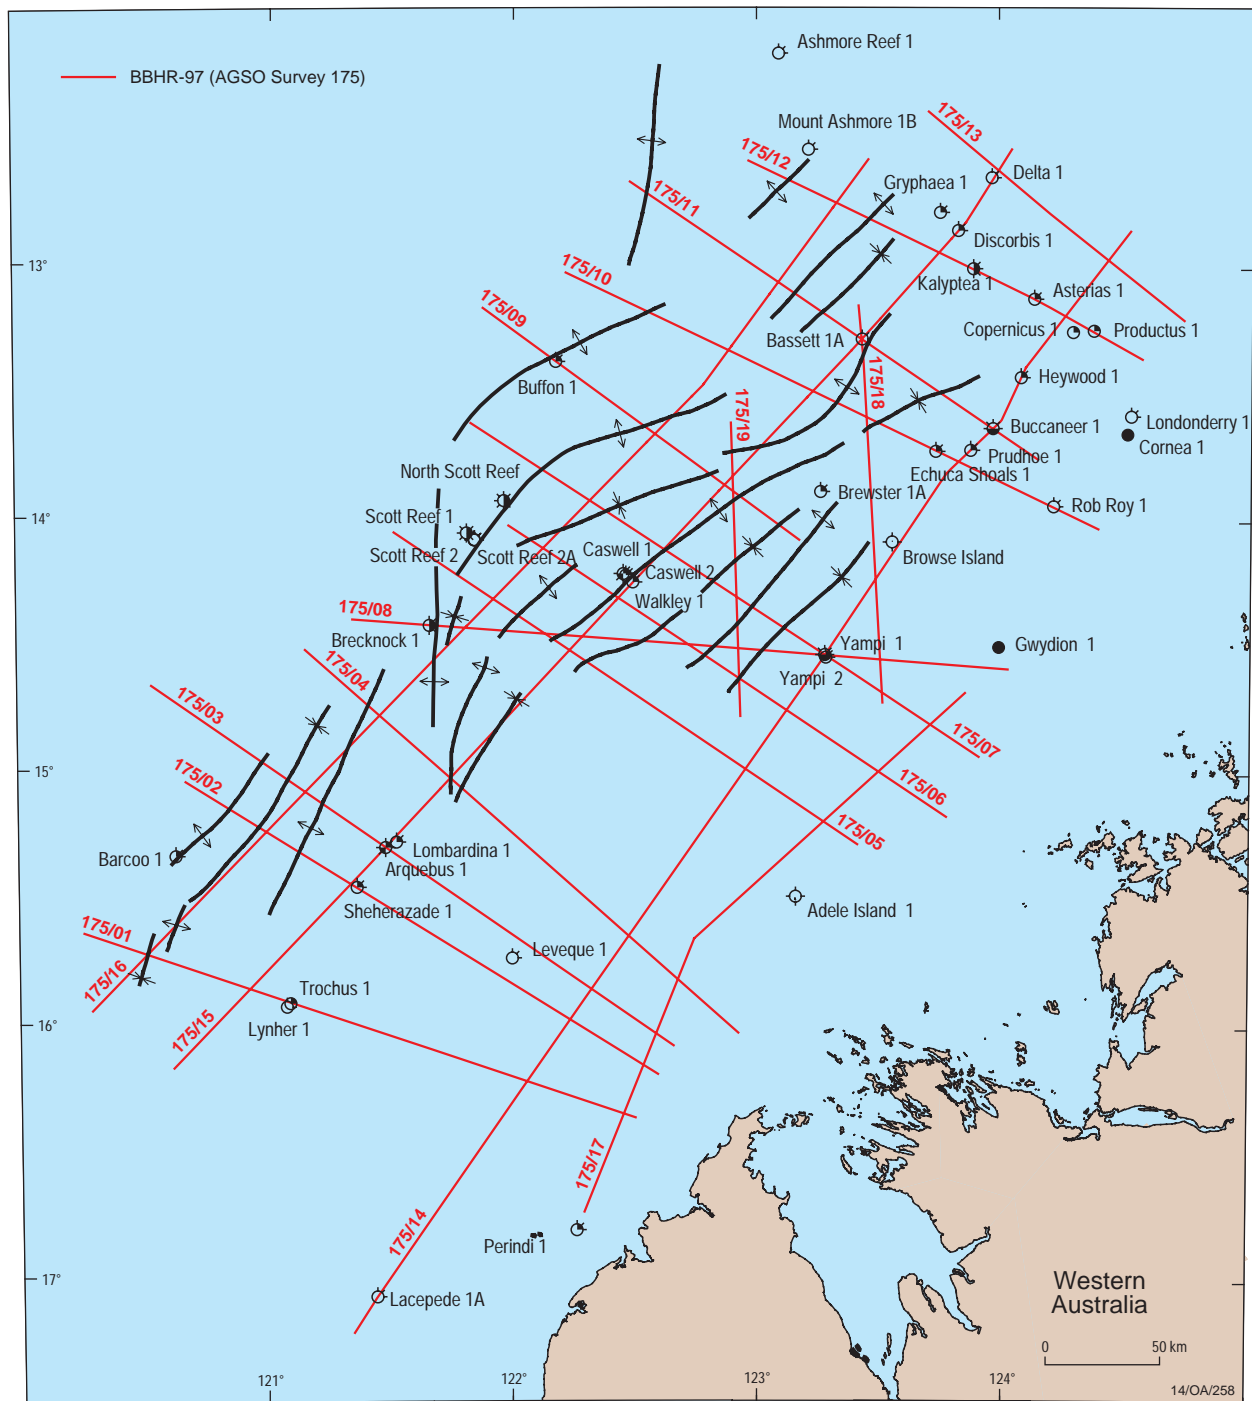 Ashmore Reef 1
BBHR-97 (AGSO Survey 175)
175/13
Mount Ashmore 1B
175/12
Delta 1
Gryphaea 1
175/11
Discorbis 1
13°
175/10
Kalyptea 1
Asterias 1
175/09
Copernicus 1
Productus 1
Bassett 1A
Buffon 1
175/18
Heywood 1
175/19
Londonderry 1
Buccaneer 1
Cornea 1
Prudhoe 1
North Scott Reef
Echuca Shoals 1
Brewster 1A
Rob Roy 1
14°
Scott Reef 1
Scott Reef 2
Scott Reef 2A
Caswell 1
Browse Island
Caswell 2
Walkley 1
175/08
Brecknock 1
Yampi 1
Gwydion 1
Yampi 2
175/04
175/03
175/07
15°
175/02
175/06
175/05
Barcoo 1
Lombardina 1
Arquebus 1
Sheherazade 1
Adele Island 1
175/01
Leveque 1
175/16
Trochus 1
16°
Lynher 1
175/15
175/17
175/14
Perindi 1
17°
Lacepede 1A
Western
Australia
0
50 km
121°
122°
123°
124°
14/OA/258